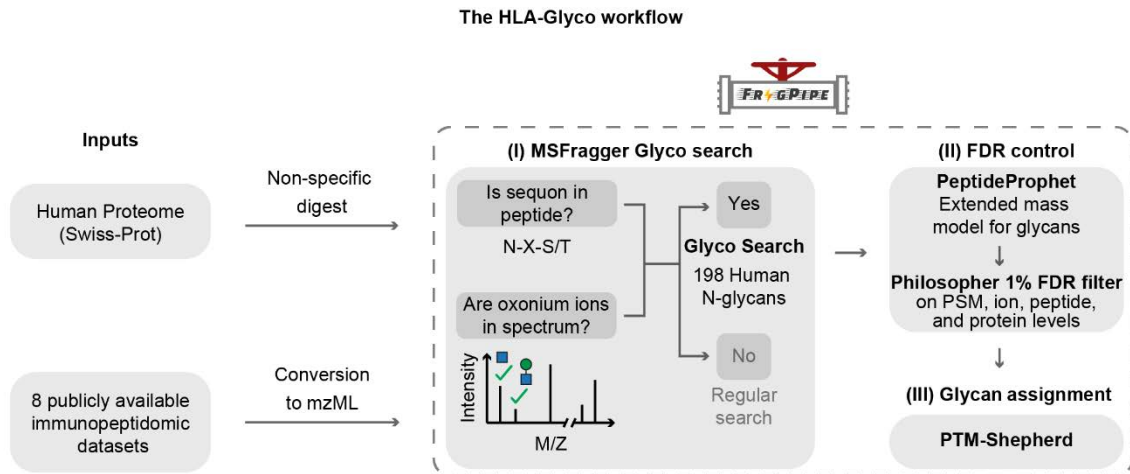 The HLA-Glyco workflow
FRAGPIPE
Inputs
Human Proteome
(Swiss-Prot)
Non-specific
digest
8 publicly available
immunopeptidomic
datasets
Conversion
to mzML
(I) MSFragger Glyco search
Is sequon in
peptide?
N-X-S/T
Are oxonium ions
in spectrum?
Intensity
M/Z
Yes
Glyco Search
198 Human
N-glycans
No
Regular
search
(II) FDR control
PeptideProphet
Extended mass
model for glycans
Philosopher 1% FDR filter
on PSM, ion, peptide,
and protein levels
(III) Glycan assignment
PTM-Shepherd